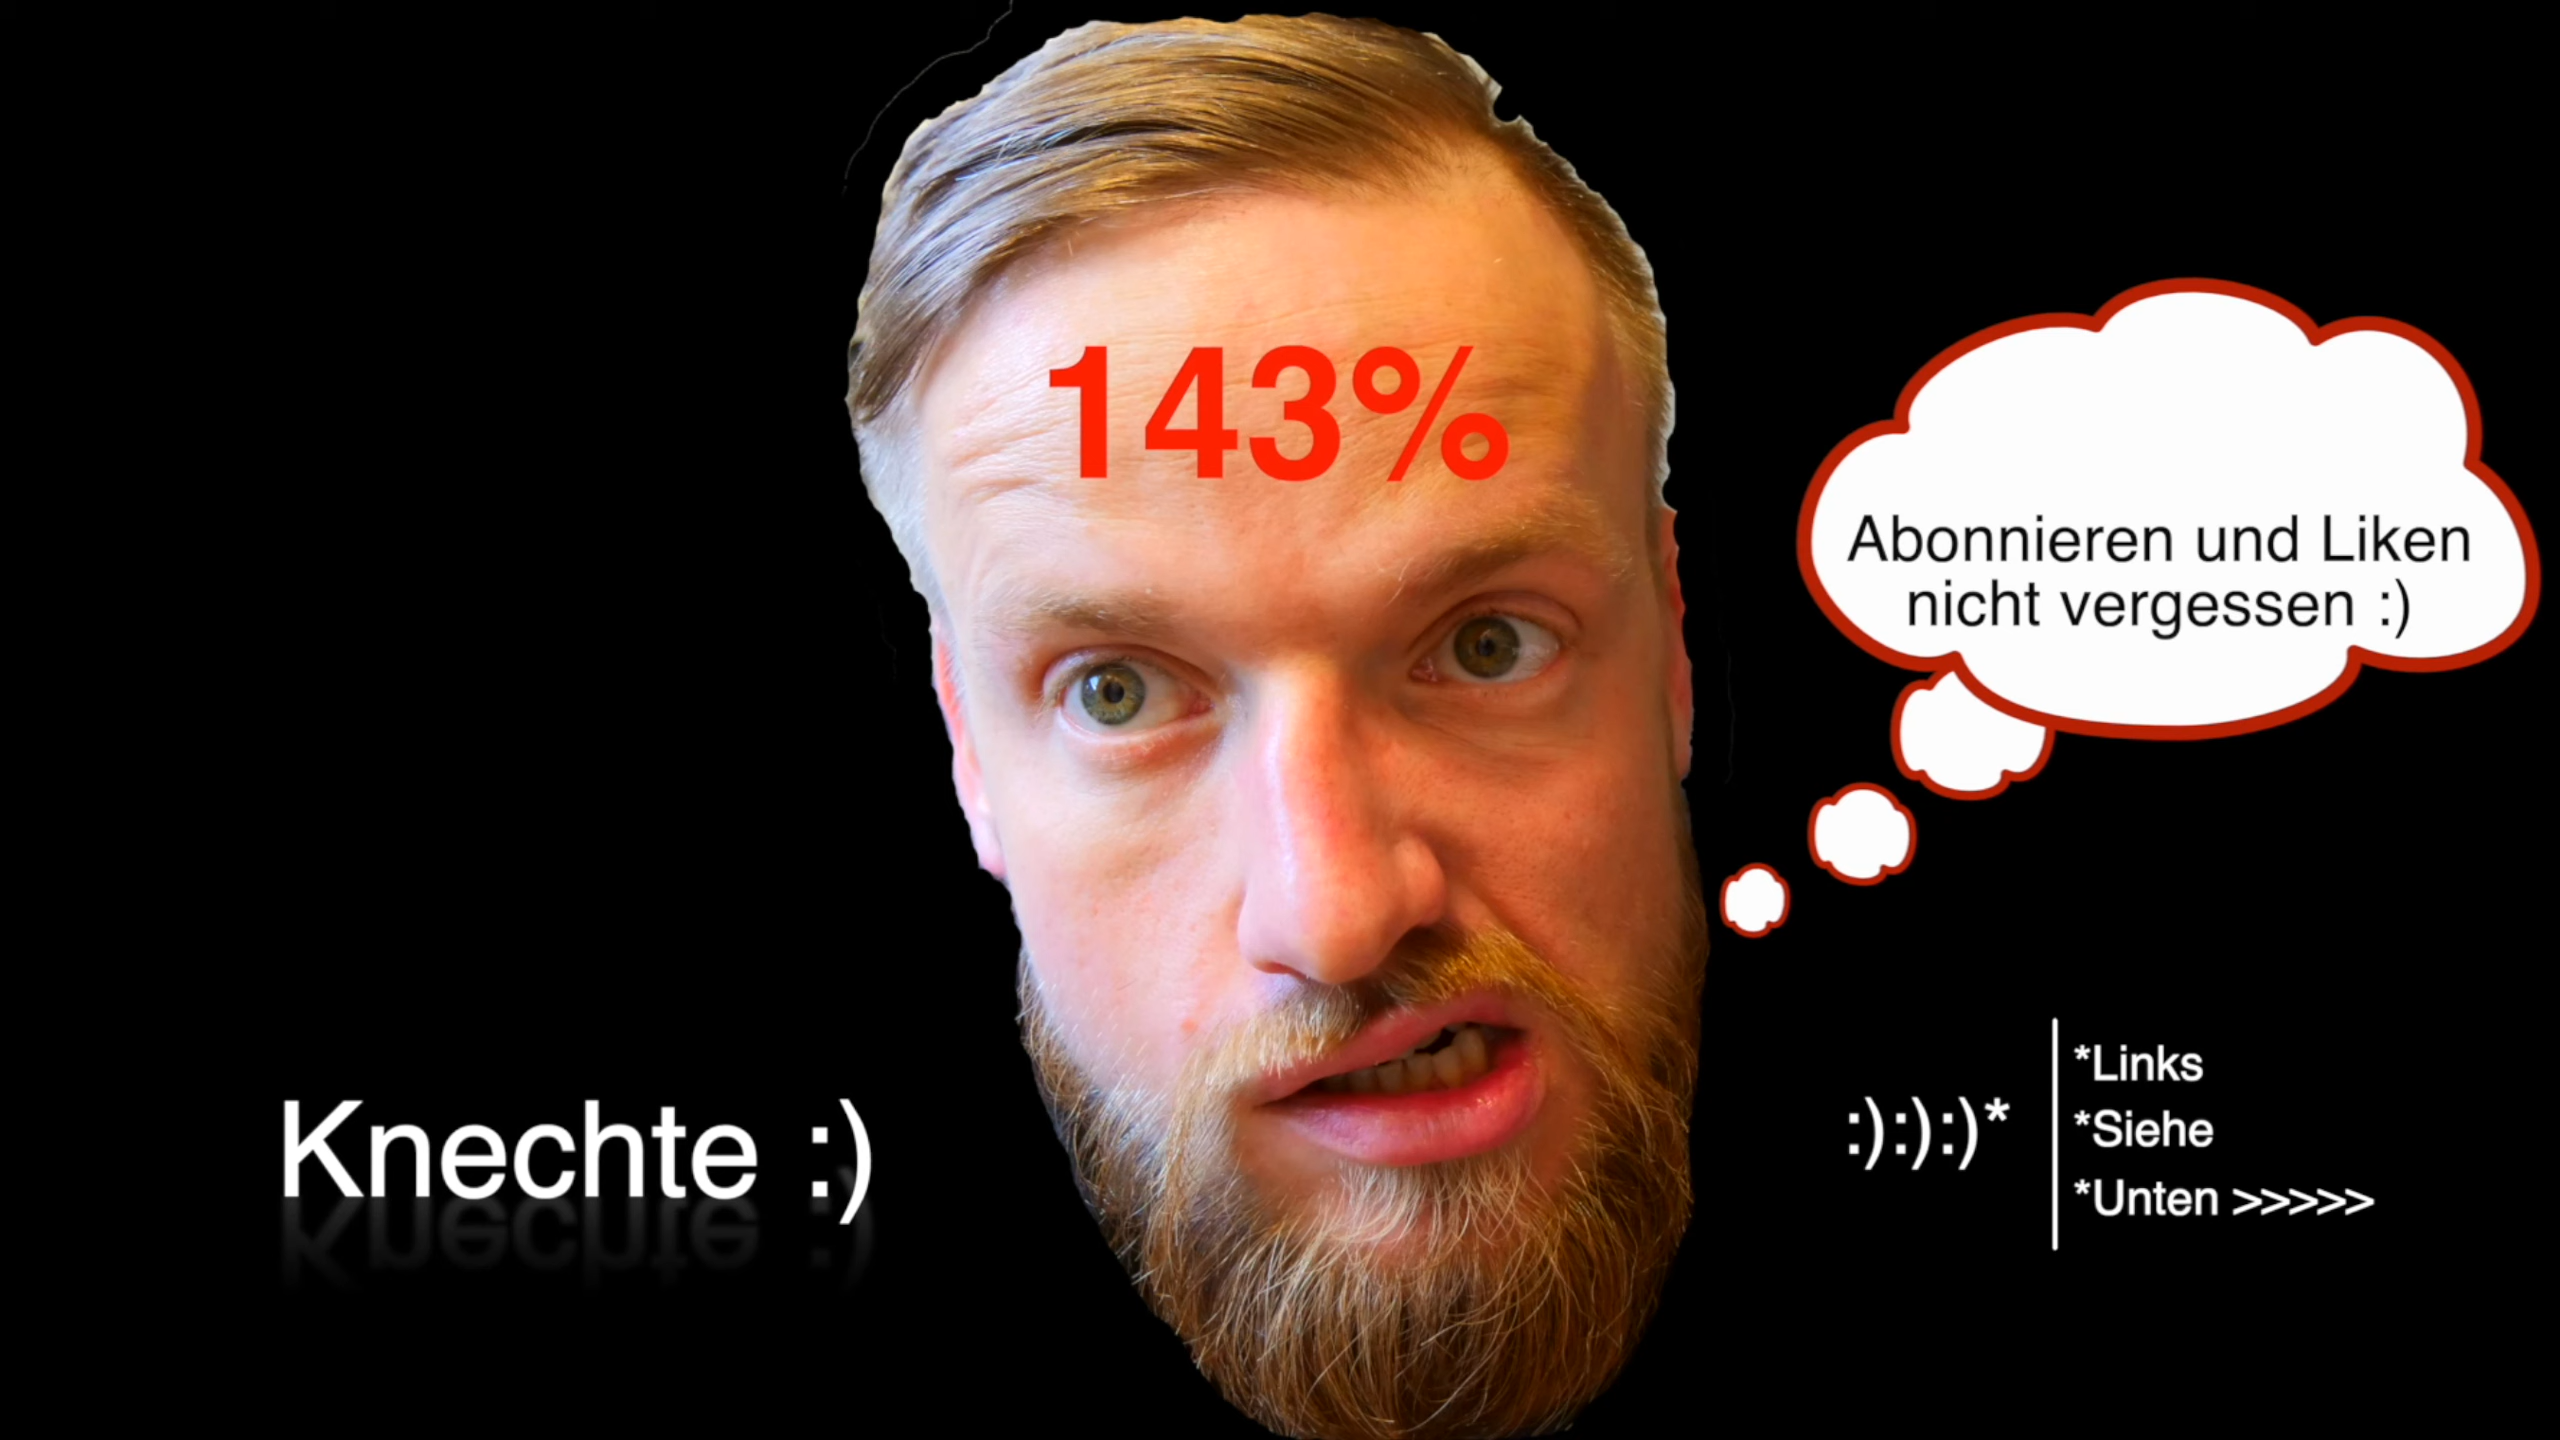 143%
Abonnieren und Liken
nicht vergessen :)
Knechte :)
:):):)*
*Links
*Siehe
*Unten >>>>>